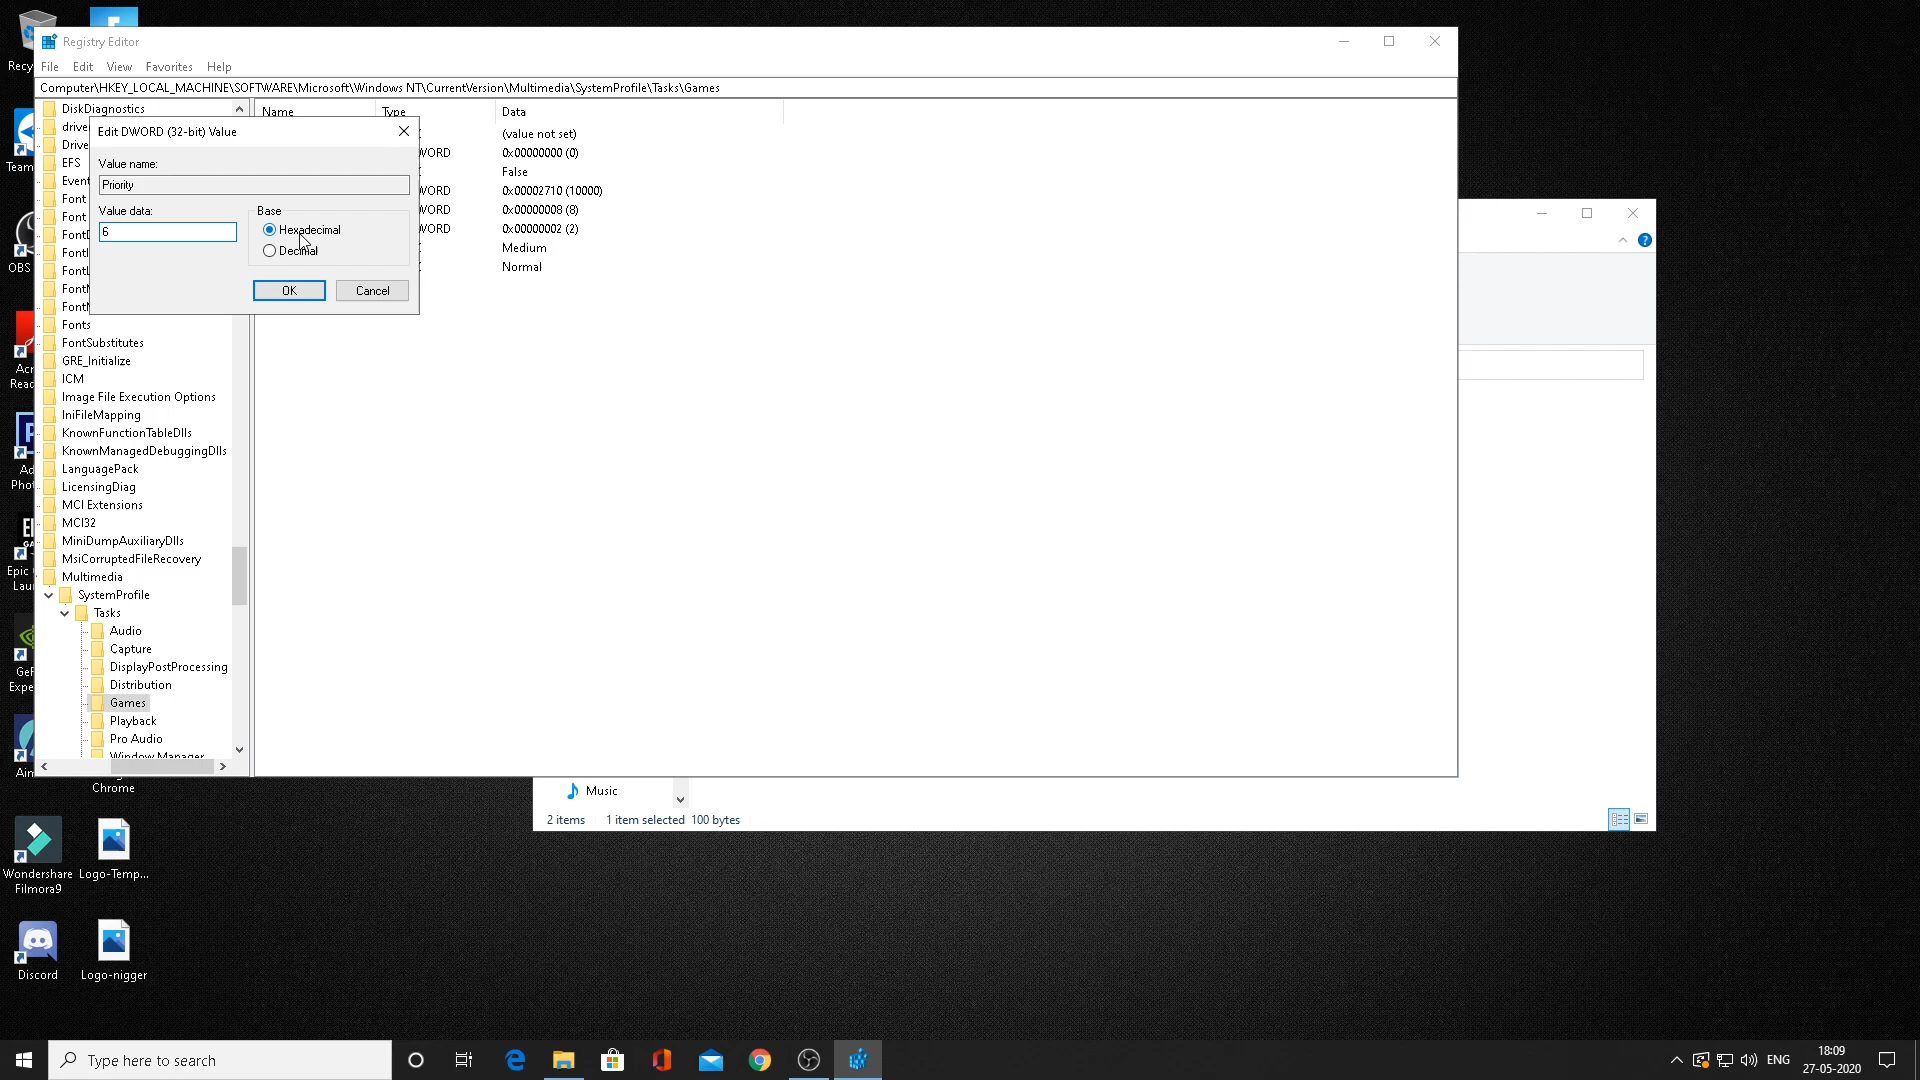 Registry Editor
File Edit View Favorites Help
Computer\HKEY_LOCAL_MACHINE\SOFTWARE\Microsoft\Windows NT\CurrentVersion\Multimedia\SystemProfile\Tasks\Games
Name Type Data
(value not set)
0x00000000 (0)
False
0x00002710 (10000)
0x00000008 (8)
0x00000002 (2)
Medium
Normal
Edit DWORD (32-bit) Value
Value name:
Priority
Value data:
6
Base
Hexadecimal
Decimal
OK Cancel
DiskDiagnostics
EFS
Font
Font
Fonts
FontSubstitutes
GRE_Initialize
ICM
Image File Execution Options
IniFileMapping
KnownFunctionTableDlls
KnownManagedDebuggingDlls
LanguagePack
LicensingDiag
MCI Extensions
MCI32
MiniDumpAuxiliaryDlls
MsiCorruptedFileRecovery
Multimedia
SystemProfile
Tasks
Audio
Capture
DisplayPostProcessing
Distribution
Games
Playback
Pro Audio
Window Manager
Music
2 items 1 item selected 100 bytes
Chrome
Wondershare
Filmora9
Logo-Temp...
Discord
Logo-nigger
Type here to search
ENG
18:09
27-05-2020